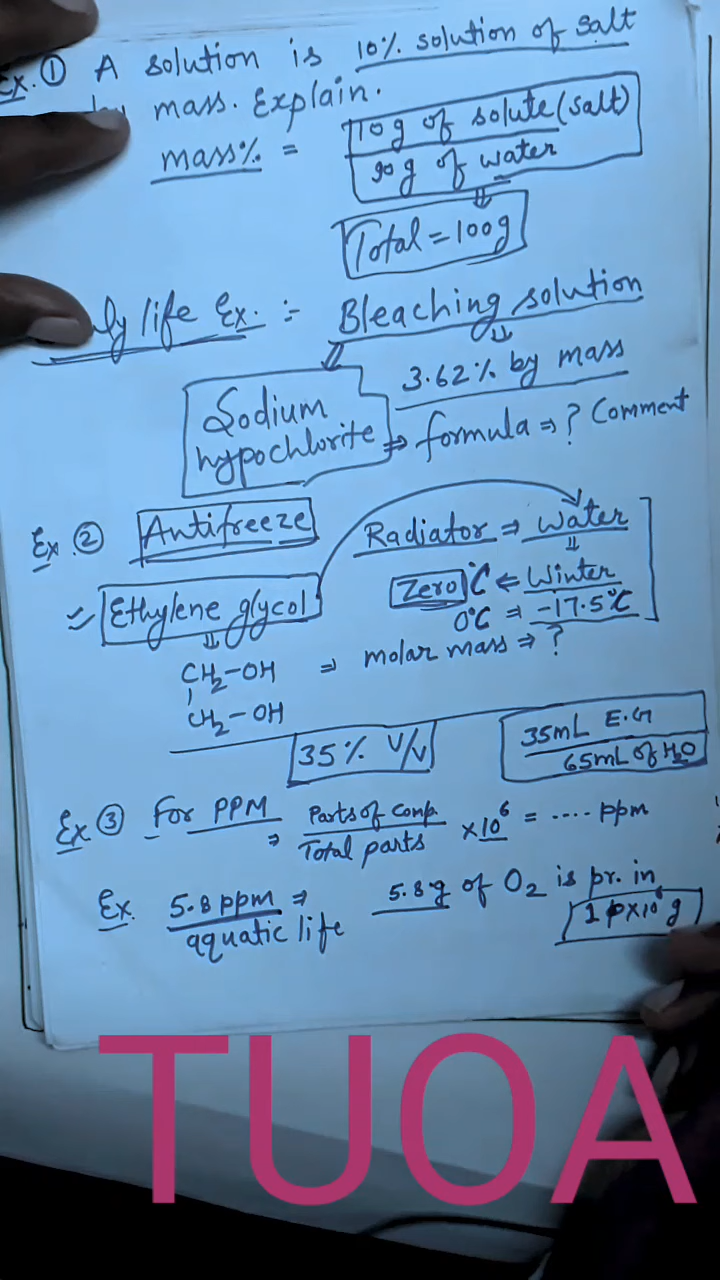 Ex. ① A solution is 10% solution of salt
by mass. Explain.
mass% = 10g of solute (salt)
90g of water
⇓
Total = 100g
ly life Ex. :- Bleaching solution
⇓
3.62% by mass
Sodium
hypochlorite ⇒ formula ⇒ ? Comment
Ex. ② Antifreeze
Radiator ⇒ water
⇓
Zero °C ⇐ Winter
0°C ⇒ -17.5°C
Ethylene glycol
⇓
CH2-OH ⇒ molar mass ⇒ ?
CH2-OH
35% V/V
35mL E.G
65mL of H2O
Ex ③ For PPM ⇒ Parts of comp. / Total parts ×10⁶ = .... ppm
Ex. 5.8 ppm ⇒ 5.8g of O2 is pr. in
aquatic life
1 ×10⁶ g
TUOA